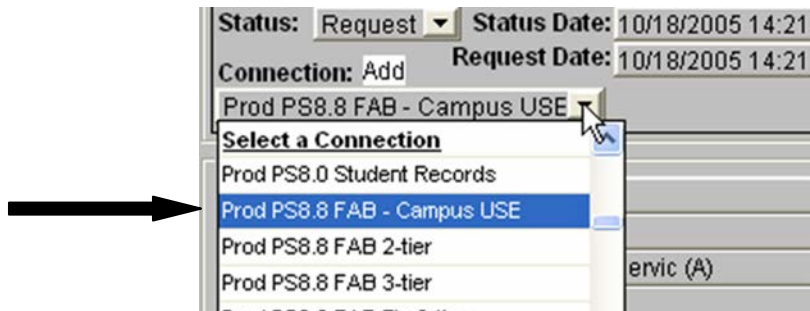 Status: Request Status Date: 10/18/2005 14:21
Connection: Add Request Date: 10/18/2005 14:21
Prod PS8.8 FAB - Campus USE
Select a Connection
Prod PS8.0 Student Records
Prod PS8.8 FAB - Campus USE
Prod PS8.8 FAB 2-tier
Prod PS8.8 FAB 3-tier
ervic (A)